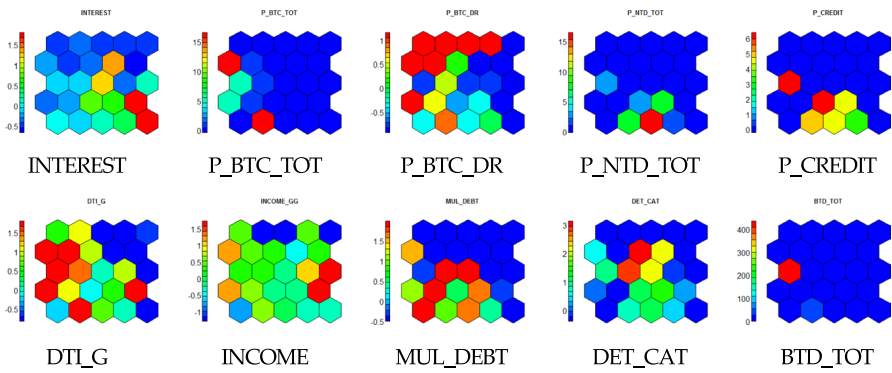 INTEREST P_BTC_TOT P_BTC_DR P_NTD_TOT P_CREDIT
1.5 15 1.5 15 6
1 10 1 10 5
0.5 5 0.5 5 4
0 0 0 0 3
-0.5 -0.5 2
1
0
INTEREST P_BTC_TOT P_BTC_DR P_NTD_TOT P_CREDIT
DTI_G INCOME_GG MUL_DEBT DET_CAT BTD_TOT
1.5 1.5 1.5 3 400
1 1 1 2 300
0.5 0.5 0.5 1 200
0 0 0 0 100
-0.5 -0.5 -0.5 0
-1
DTI_G INCOME MUL_DEBT DET_CAT BTD_TOT